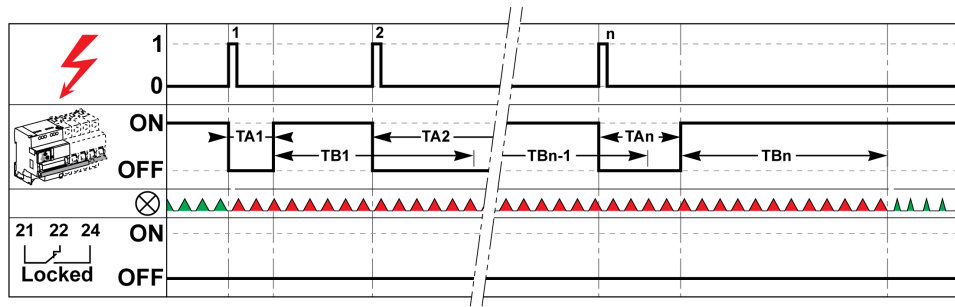 1 2 n
1
0
ON
TA1 TA2 TAn
TB1 TBn-1 TBn
OFF
21 22 24
ON
Locked
OFF